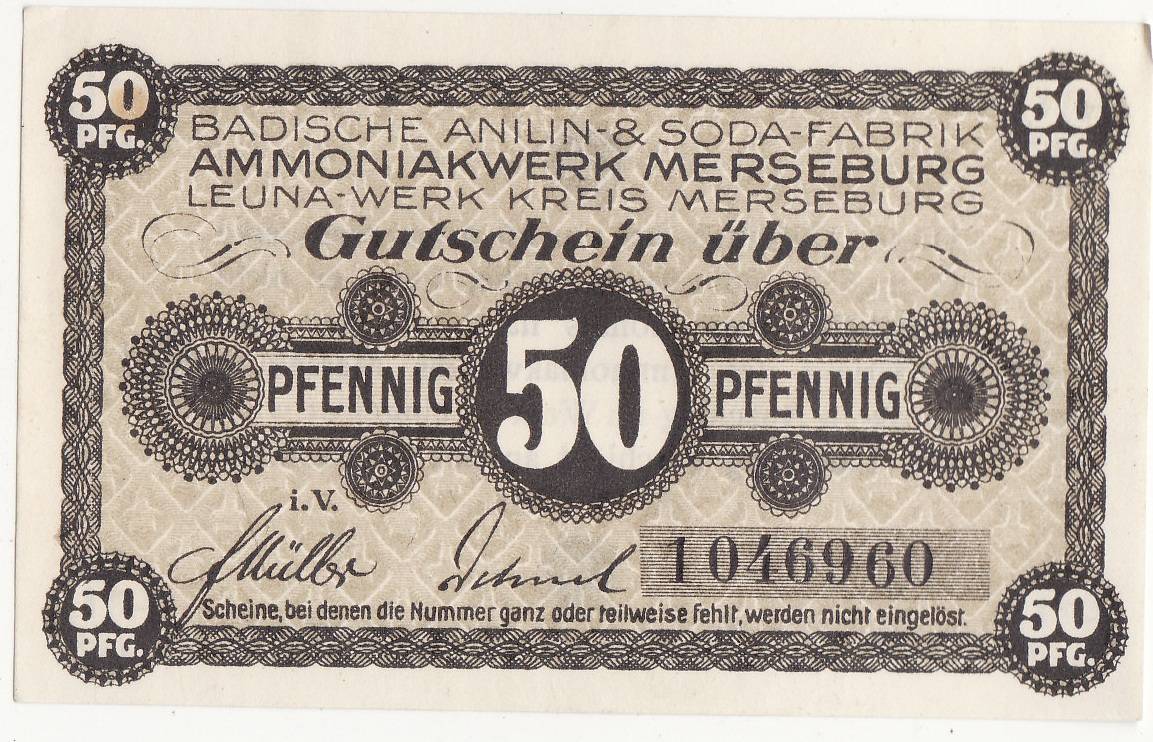 50 PFG.
50 PFG.
BADISCHE ANILIN-& SODA-FABRIK
AMMONIAKWERK MERSEBURG
LEUNA-WERK KREIS MERSEBURG
Gutschein über
PFENNIG 50 PFENNIG
i.V.
Müller
1046960
Scheine, bei denen die Nummer ganz oder teilweise fehlt, werden nicht eingelöst.
50 PFG.
50 PFG.